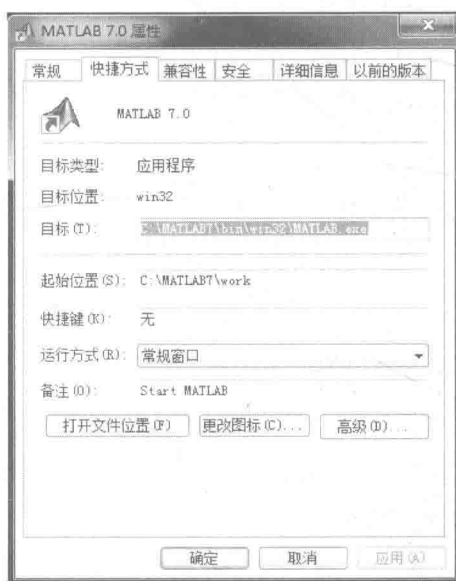 MATLAB 7.0 属性
常规 快捷方式 兼容性 安全 详细信息 以前的版本
MATLAB 7.0
目标类型: 应用程序
目标位置: win32
目标(T): C:\MATLAB7\bin\win32\MATLAB.exe
起始位置(S): C:\MATLAB7\work
快捷键(K): 无
运行方式(R): 常规窗口
备注(O): Start MATLAB
打开文件位置(F) 更改图标(C)... 高级(D)...
确定 取消 应用(A)